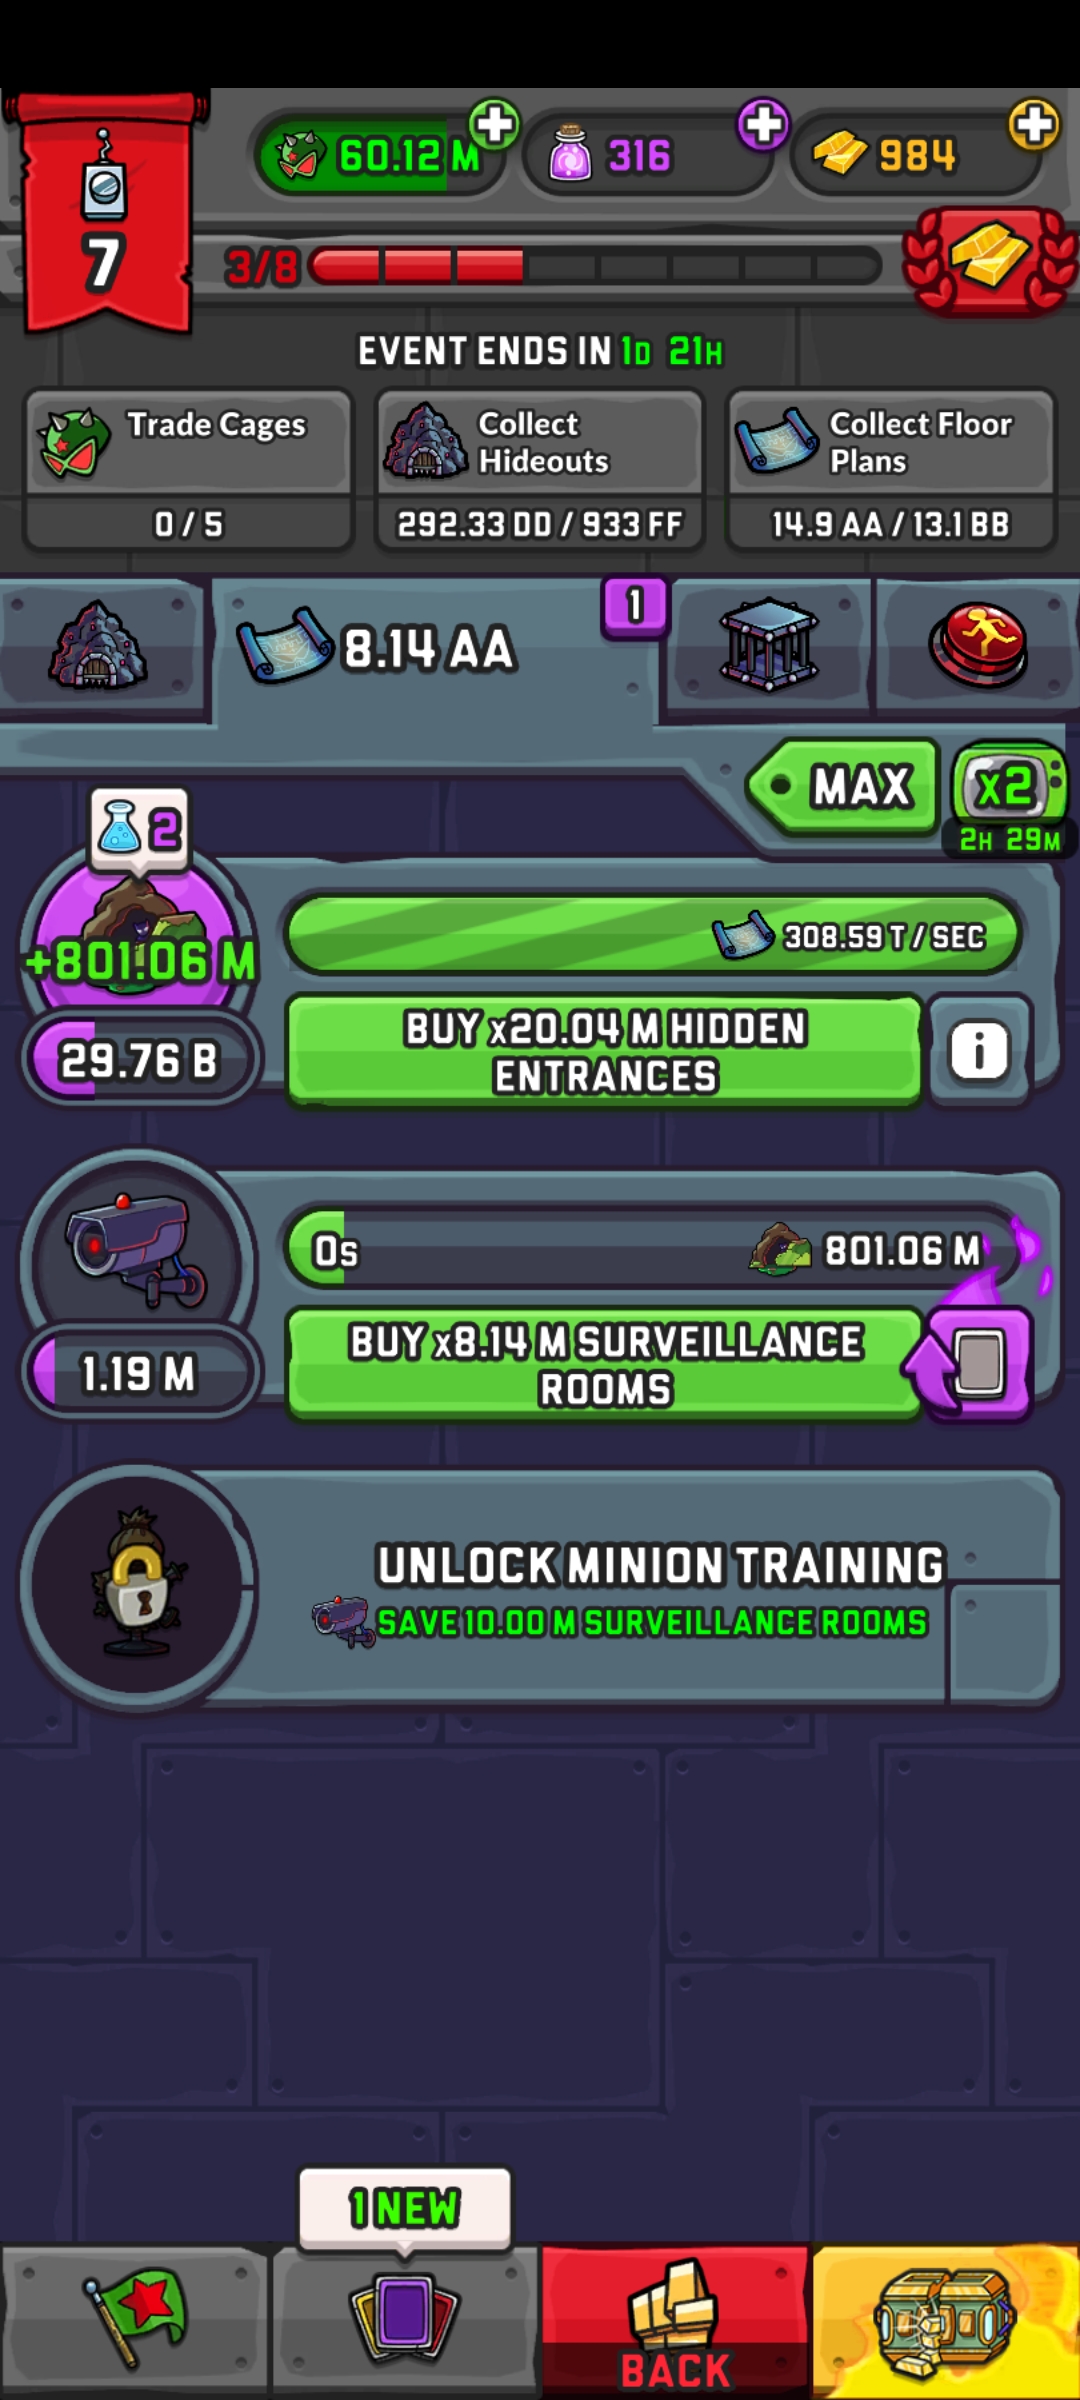 60.12 M
316
984
7
3/8
EVENT ENDS IN 1D 21H
Trade Cages
0 / 5
Collect
Hideouts
292.33 DD / 933 FF
Collect Floor
Plans
14.9 AA / 13.1 BB
8.14 AA
1
MAX
x2
2H 29M
2
+801.06 M
308.59 T / SEC
29.76 B
BUY x20.04 M HIDDEN
ENTRANCES
i
0s
801.06 M
1.19 M
BUY x8.14 M SURVEILLANCE
ROOMS
UNLOCK MINION TRAINING
SAVE 10.00 M SURVEILLANCE ROOMS
1 NEW
BACK